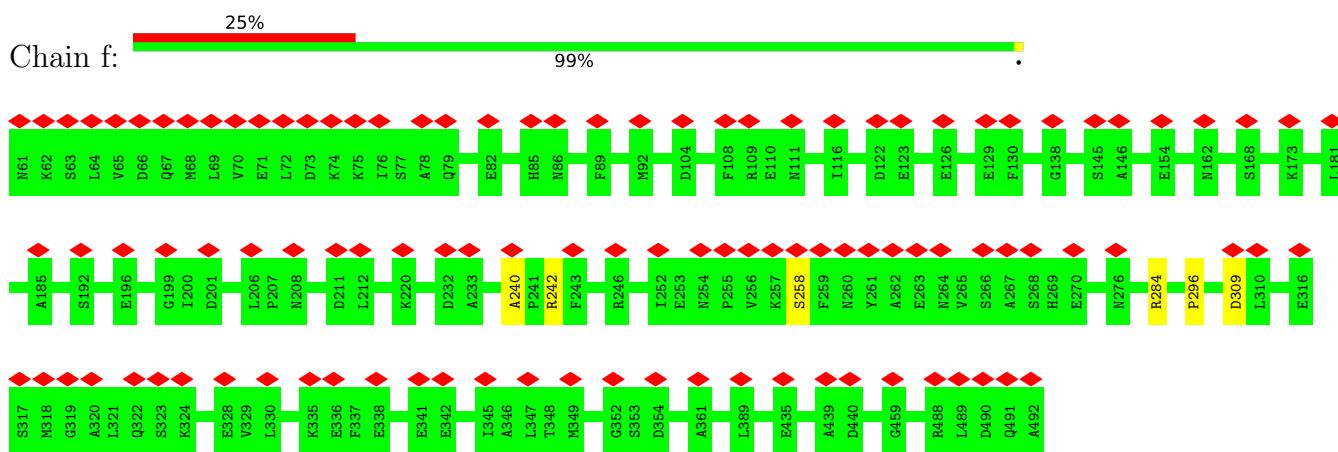 25%
Chain f:
99%
.
N61 K62 S63 L64 V65 D66 Q67 M68 L69 V70 E71 L72 D73 K74 K75 I76 S77 A78 Q79 E82 H85 N86 F89 M92 D104 F108 R109 E110 N111 I116 D122 E123 E126 E129 F130 G138 S145 A146 E154 N162 S168 K173 L181
A185 S192 E196 G199 I200 D201 L206 P207 N208 D211 L212 K220 D232 A233 A240 P241 R242 F243 R246 I252 E253 N254 P255 V256 K257 S258 F259 N260 Y261 A262 E263 N264 V265 S266 A267 S268 H269 E270 N276 R284 P296 D309 L310 E316
S317 M318 G319 A320 L321 Q322 S323 K324 E328 V329 L330 K335 E336 F337 E338 E341 E342 I345 A346 L347 T348 M349 G352 S353 D354 A361 L389 E435 A439 D440 G459 R488 L489 D490 Q491 A492